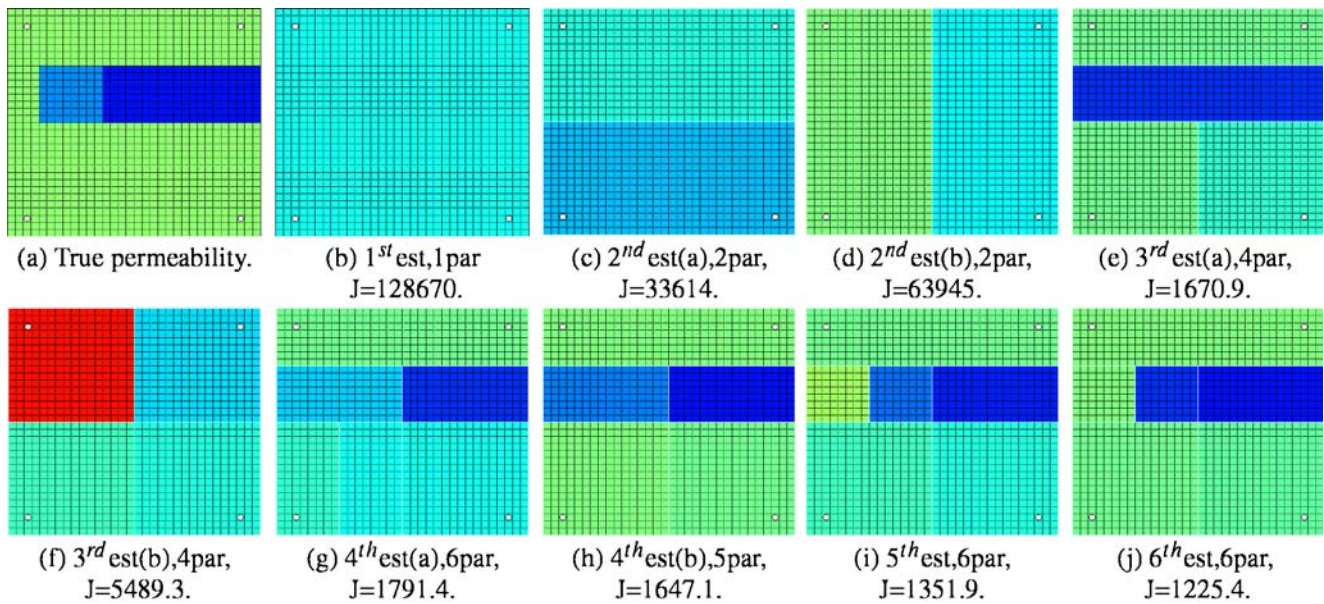 (a) True permeability.
(b) 1st est,1par
J=128670.
(c) 2nd est(a),2par,
J=33614.
(d) 2nd est(b),2par,
J=63945.
(e) 3rd est(a),4par,
J=1670.9.
(f) 3rd est(b),4par,
J=5489.3.
(g) 4th est(a),6par,
J=1791.4.
(h) 4th est(b),5par,
J=1647.1.
(i) 5th est,6par,
J=1351.9.
(j) 6th est,6par,
J=1225.4.